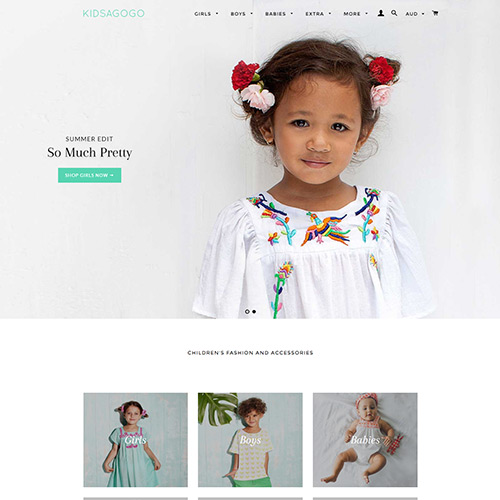 KIDSAGOGO
GIRLS BOYS BABIES EXTRA MORE AUD
SUMMER EDIT
So Much Pretty
SHOP GIRLS NOW →
CHILDREN'S FASHION AND ACCESSORIES
Girls Boys Babies